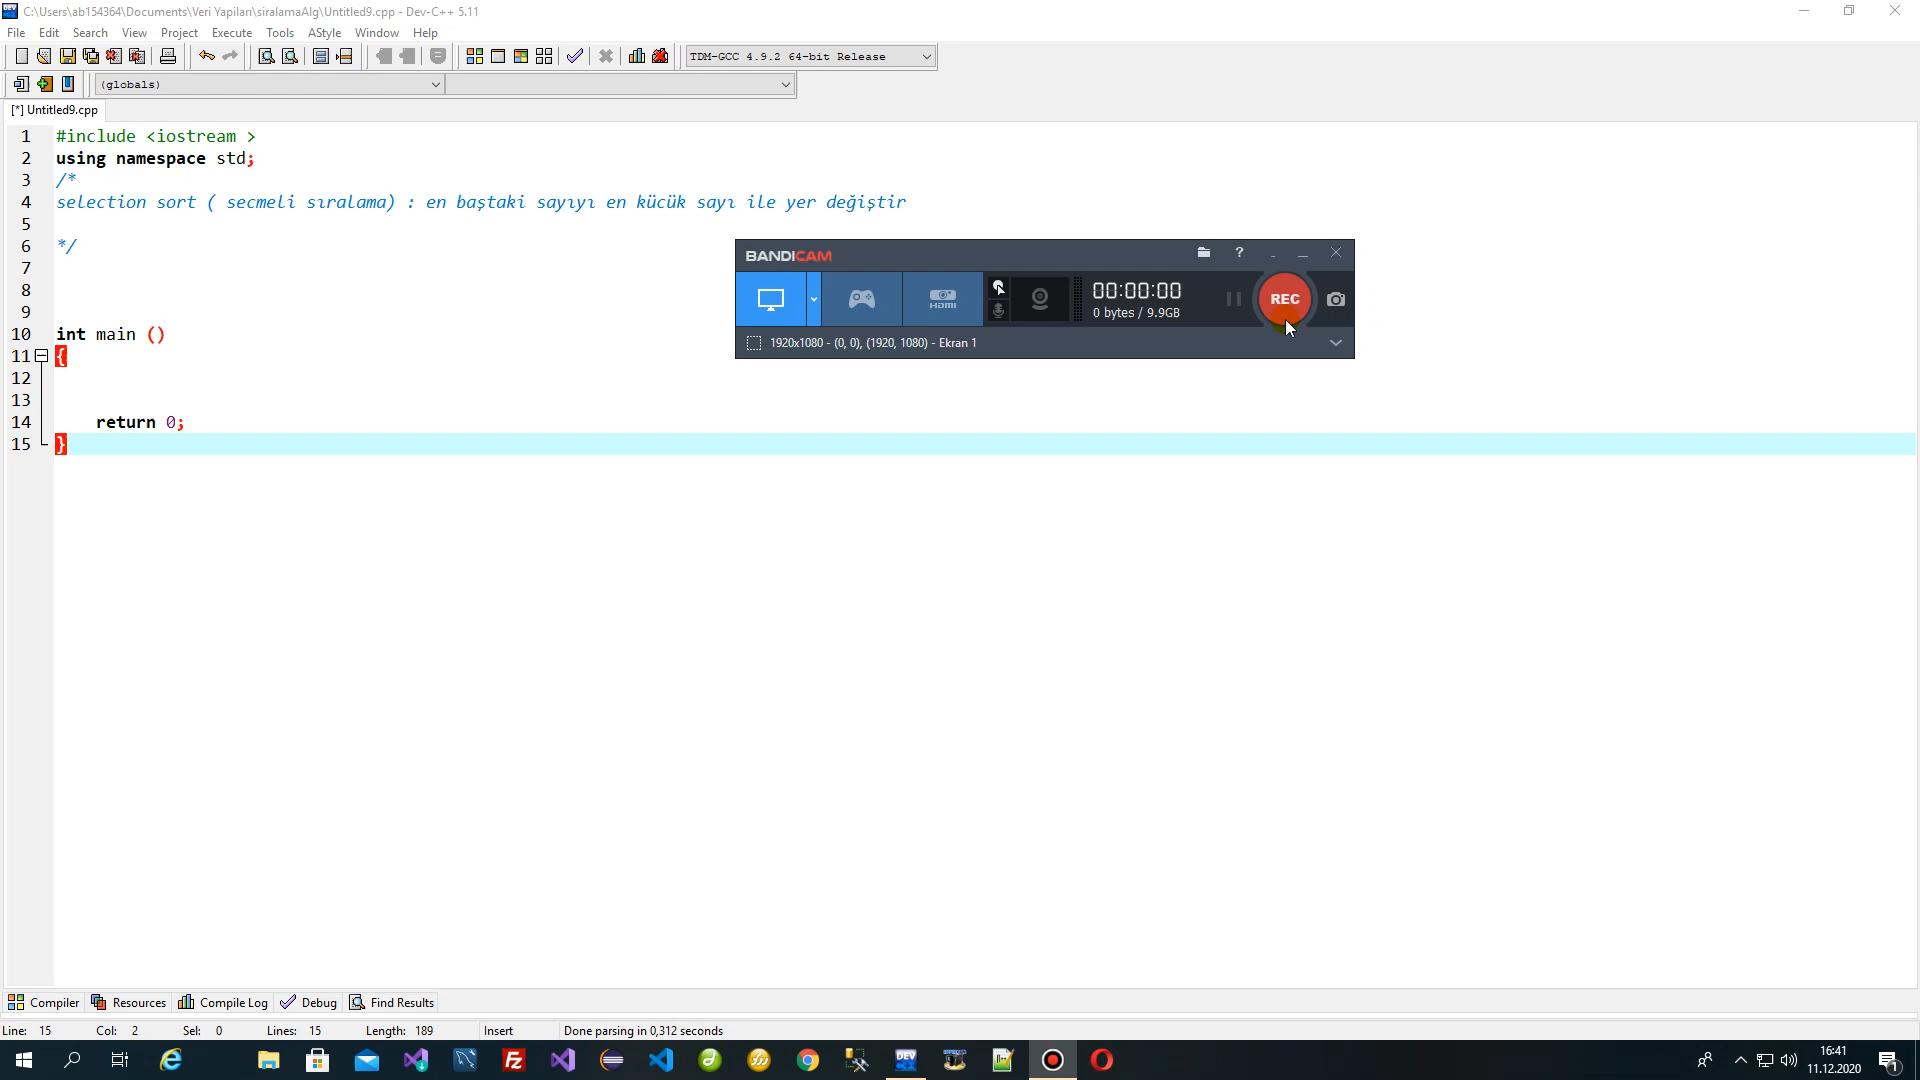 C:\Users\ab154364\Documents\Veri Yapıları\siralamaAlg\Untitled9.cpp - Dev-C++ 5.11
File Edit Search View Project Execute Tools AStyle Window Help
TDM-GCC 4.9.2 64-bit Release
(globals)
[*] Untitled9.cpp
1 #include <iostream >
2 using namespace std;
3 /*
4 selection sort ( secmeli sıralama) : en baştaki sayıyı en kücük sayı ile yer değiştir
5
6 */
7
8
9
10 int main ()
11 {
12
13
14 return 0;
15 }
BANDICAM
?
HDMI
00:00:00
0 bytes / 9.9GB
REC
1920x1080 - (0, 0), (1920, 1080) - Ekran 1
Compiler Resources Compile Log Debug Find Results
Line: 15 Col: 2 Sel: 0 Lines: 15 Length: 189 Insert Done parsing in 0,312 seconds
DEV
16:41
11.12.2020
1